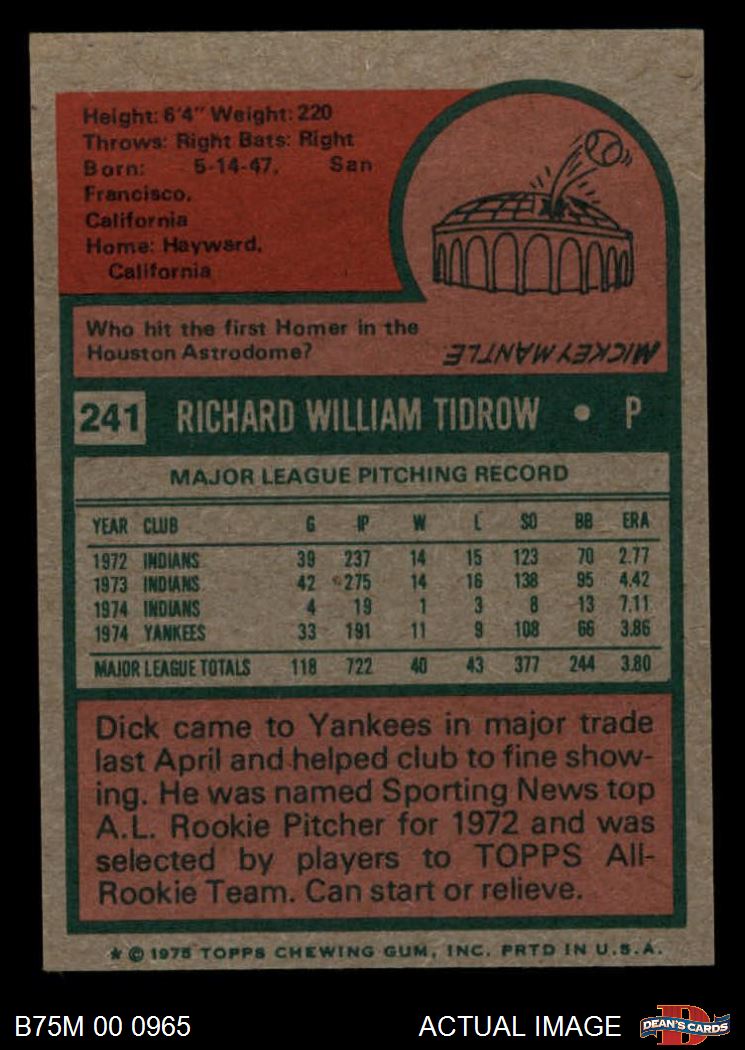 Height: 6'4" Weight: 220
Throws: Right Bats: Right
Born: 5-14-47, San
Francisco,
California
Home: Hayward,
California
Who hit the first Homer in the
Houston Astrodome?
MICKEY MANTLE
241 RICHARD WILLIAM TIDROW • P
MAJOR LEAGUE PITCHING RECORD
YEAR CLUB G IP W L SO BB ERA
1972 INDIANS 39 237 14 15 123 70 2.77
1973 INDIANS 42 275 14 16 138 95 4.42
1974 INDIANS 4 19 1 3 8 13 7.11
1974 YANKEES 33 191 11 9 108 66 3.86
MAJOR LEAGUE TOTALS 118 722 40 43 377 244 3.80
Dick came to Yankees in major trade
last April and helped club to fine show-
ing. He was named Sporting News top
A.L. Rookie Pitcher for 1972 and was
selected by players to TOPPS All-
Rookie Team. Can start or relieve.
★ © 1975 TOPPS CHEWING GUM, INC. PRTD IN U.S.A.
B75M 00 0965 ACTUAL IMAGE
D
DEAN'S CARDS